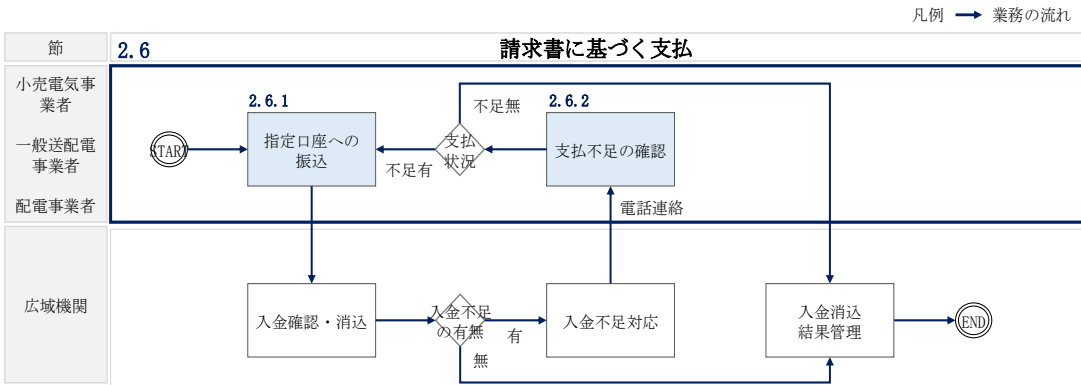 凡例 業務の流れ
節
2.6 請求書に基づく支払
小売電気事
業者
一般送配電
事業者
配電事業者
START
2.6.1
指定口座への
振込
不足有
支払
状況
不足無
2.6.2
支払不足の確認
電話連絡
広域機関
入金確認・消込
入金不足
の有無
有
無
入金不足対応
入金消込
結果管理
END